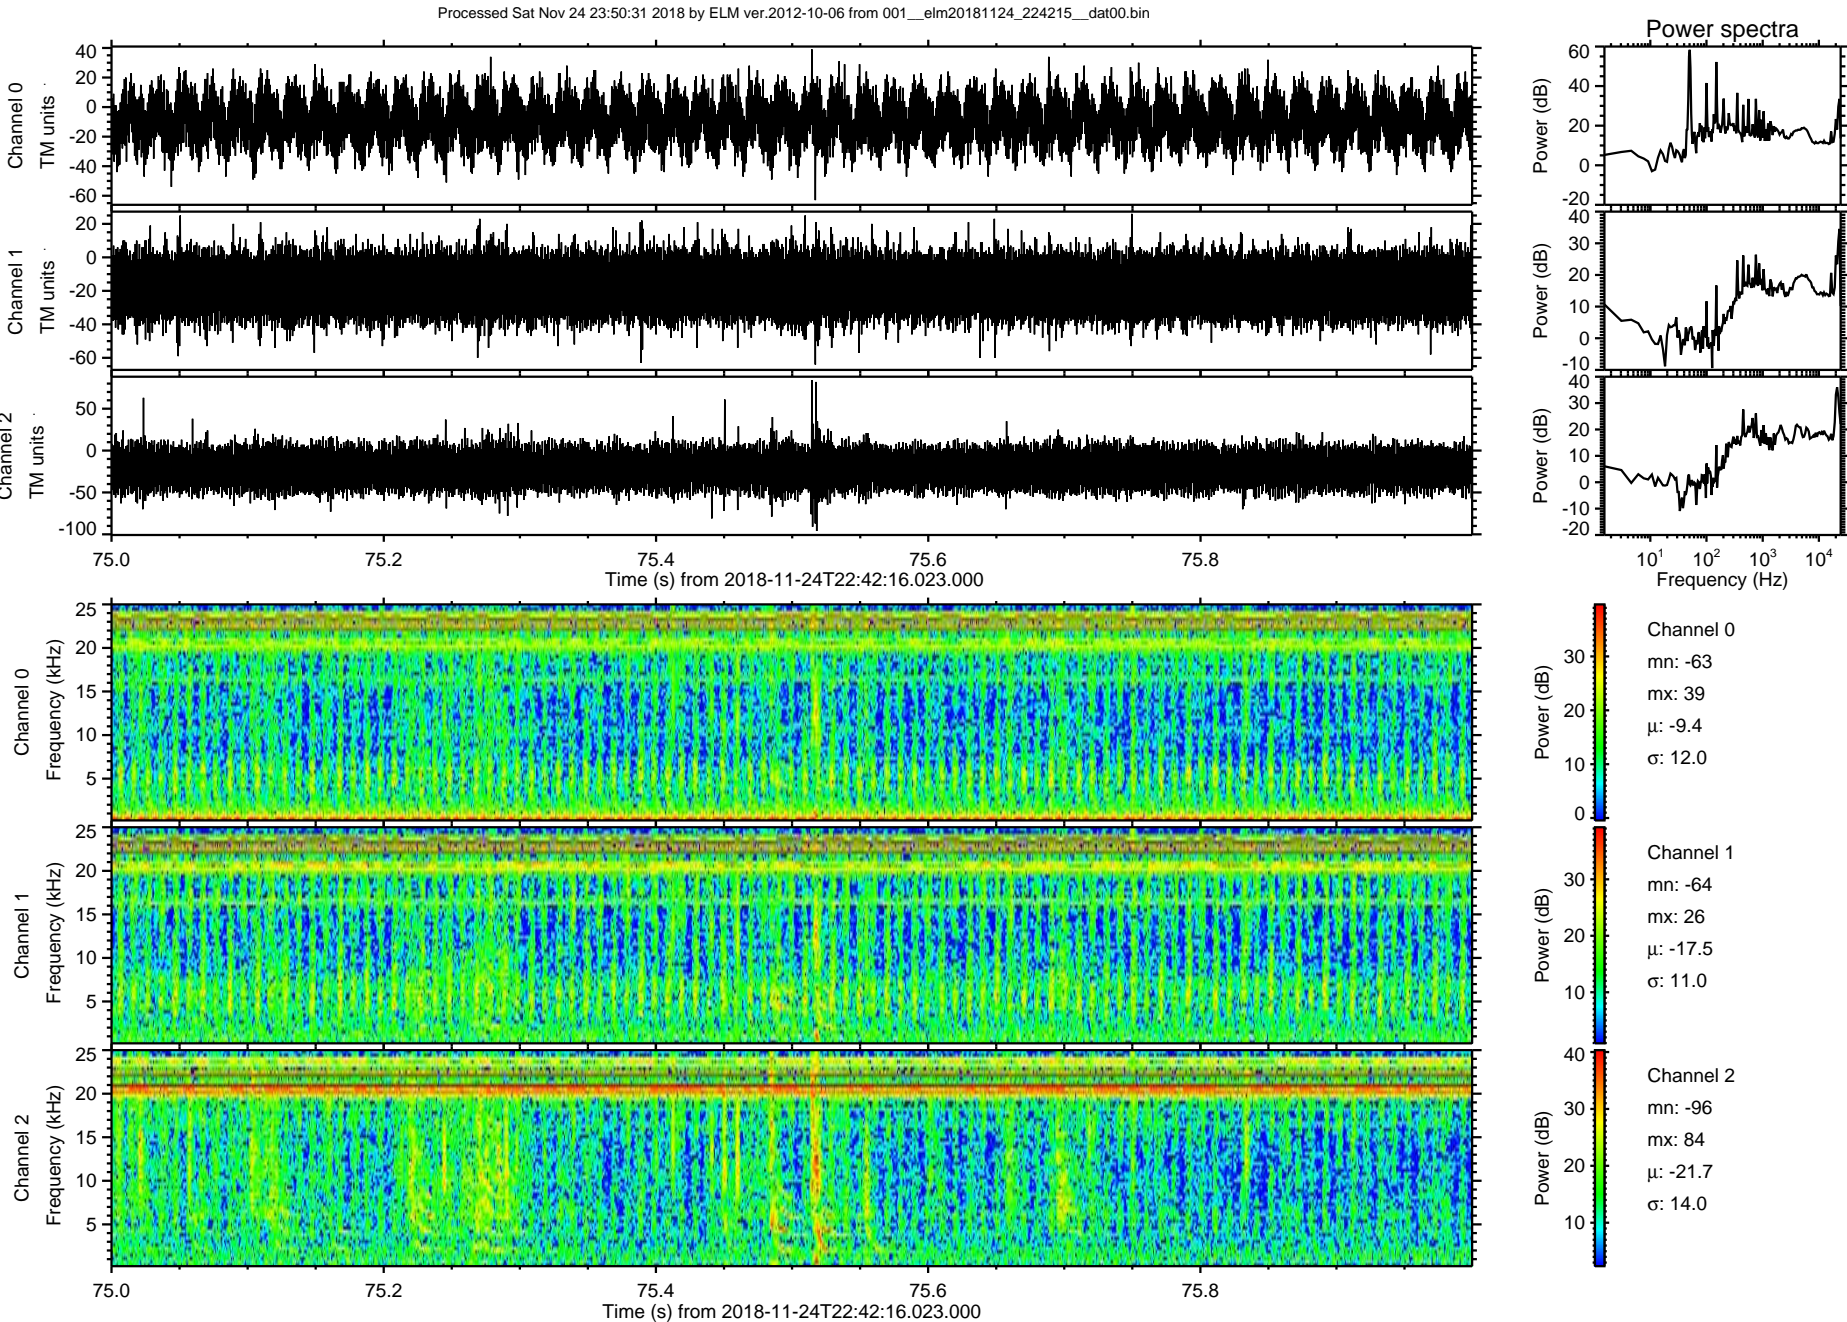 Processed Sat Nov 24 23:50:31 2018 by ELM ver.2012-10-06 from 001__elm20181124_224215__dat00.bin
Power spectra
Channel 0
TM units
40
20
0
-20
-40
-60
Power (dB)
60
40
20
0
-20
Channel 1
TM units
20
0
-20
-40
-60
Power (dB)
40
30
20
10
0
-10
Channel 2
TM units
50
0
-50
-100
Power (dB)
40
30
20
10
0
-10
-20
75.0 75.2 75.4 75.6 75.8
Time (s) from 2018-11-24T22:42:16.023.000
10^1 10^2 10^3 10^4
Frequency (Hz)
Channel 0
Frequency (kHz)
25
20
15
10
5
Power (dB)
30
20
10
0
Channel 0
mn: -63
mx: 39
μ: -9.4
σ: 12.0
Channel 1
Frequency (kHz)
25
20
15
10
5
Power (dB)
30
20
10
Channel 1
mn: -64
mx: 26
μ: -17.5
σ: 11.0
Channel 2
Frequency (kHz)
25
20
15
10
5
Power (dB)
40
30
20
10
Channel 2
mn: -96
mx: 84
μ: -21.7
σ: 14.0
75.0 75.2 75.4 75.6 75.8
Time (s) from 2018-11-24T22:42:16.023.000